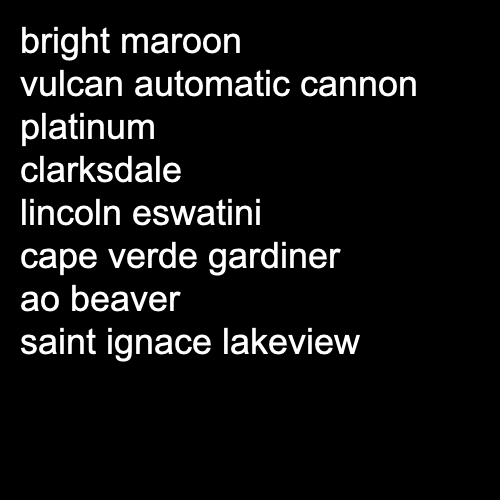 bright maroon
vulcan automatic cannon
platinum
clarksdale
lincoln eswatini
cape verde gardiner
ao beaver
saint ignace lakeview